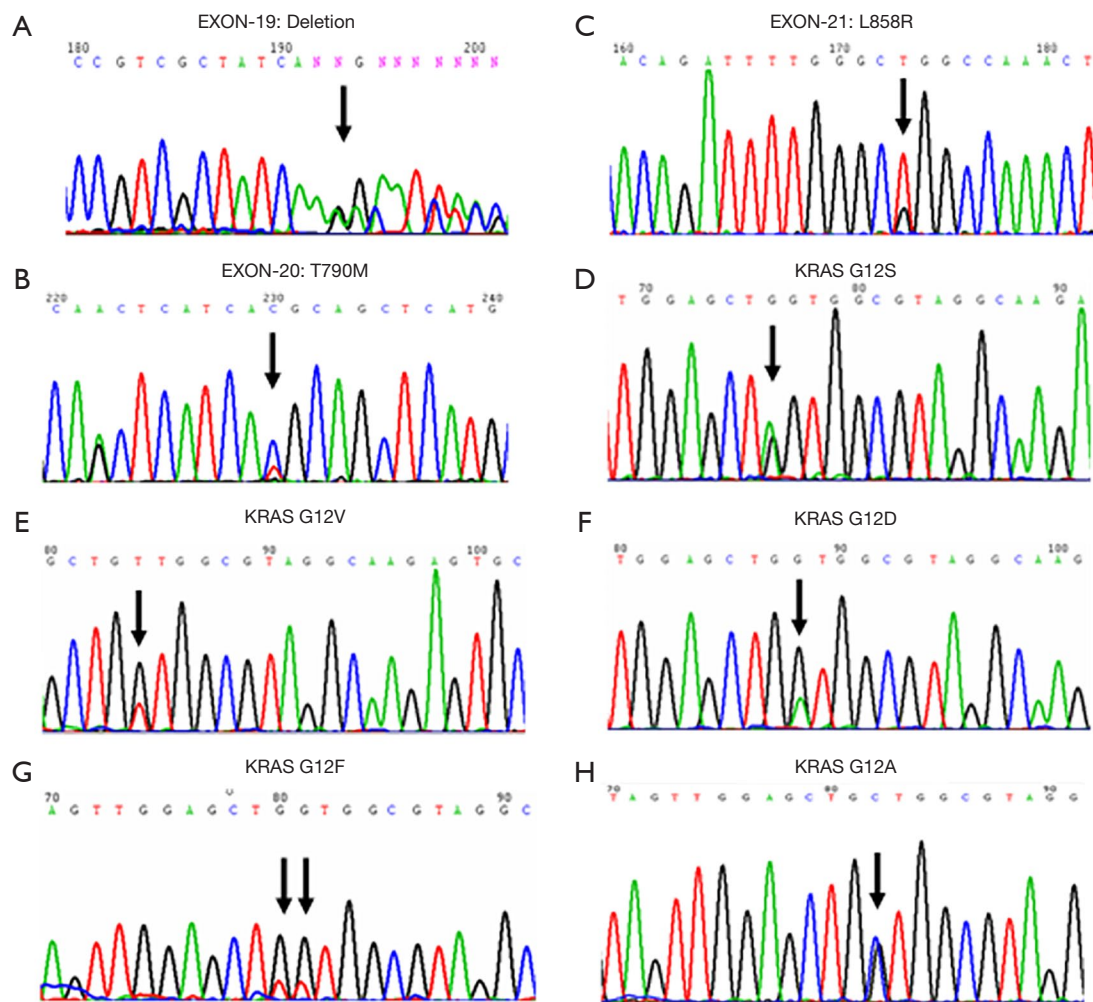 A EXON-19: Deletion
180 190 200
C C G T C G C T A T C A N N G N N N N N N N
C EXON-21: L858R
160 170 180
A C A G A T T T T G G G C T G G C C A A A C T
B EXON-20: T790M
220 230 240
C A A C T C A T C A C G C A G C T C A T G
D KRAS G12S
70 80 90
T G G A G C T G G T G G C G T A G G C A A G A
E KRAS G12V
80 90 100
G C T G T T G G C G T A G G C A A G A G T G C
F KRAS G12D
80 90 100
T G G A G C T G G T G G C G T A G G C A A G
G KRAS G12F
70 80 90
A G T T G G A G C T G G T G G C G T A G G C
H KRAS G12A
70 80 90
T A G T T G G A G C T G C T G G C G T A G G